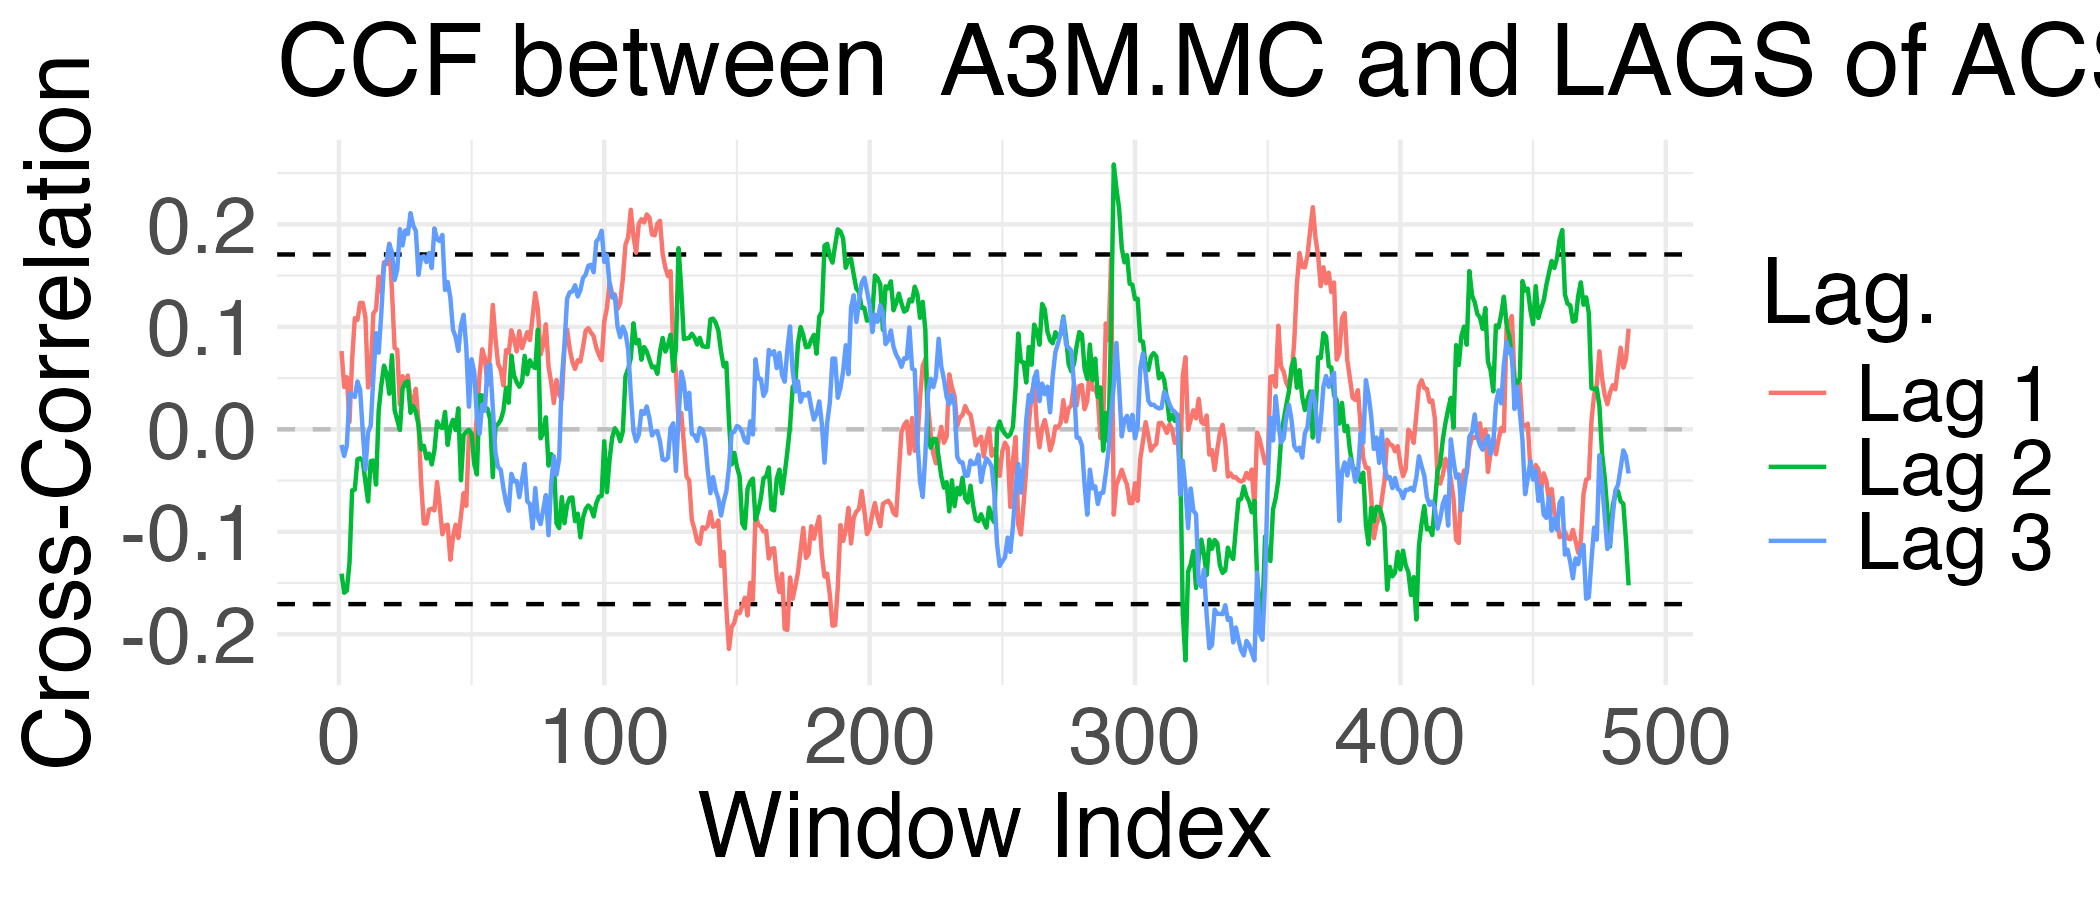 CCF between  A3M.MC and LAGS of AC
Cross-Correlation
0.2
0.1
0.0
-0.1
-0.2
0 100 200 300 400 500
Window Index
Lag.
Lag 1
Lag 2
Lag 3